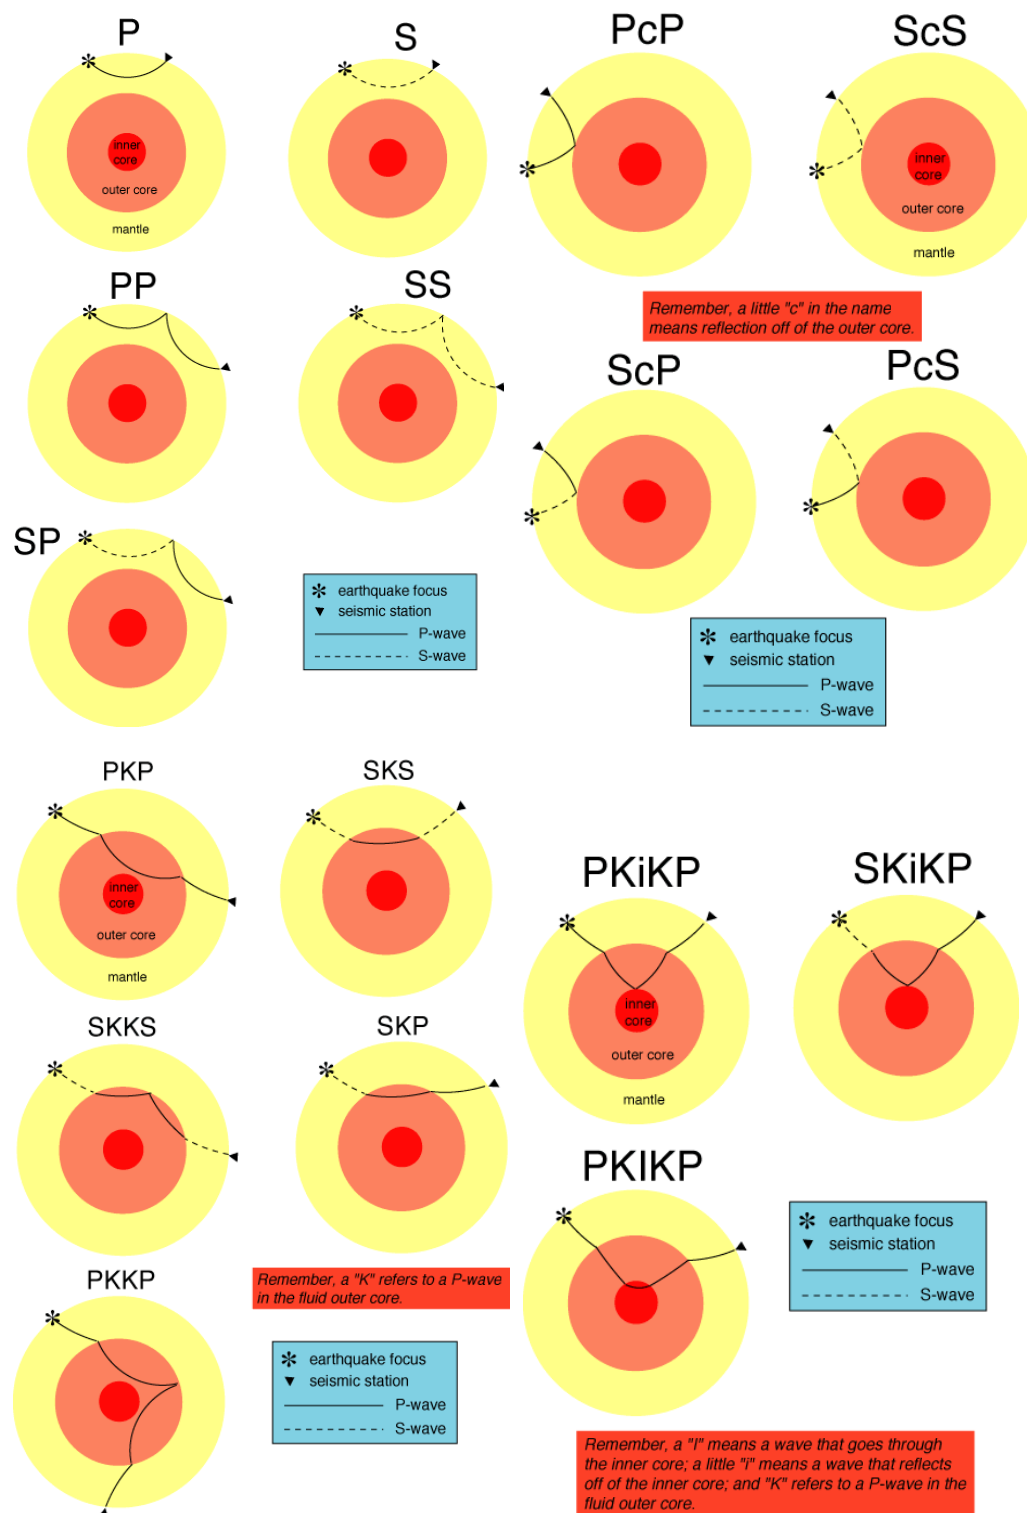 P
S
PcP
ScS
inner
core
outer core
mantle
inner
core
outer core
mantle
PP
SS
Remember, a little "c" in the name
means reflection off of the outer core.
ScP
PcS
SP
earthquake focus
seismic station
P-wave
S-wave
earthquake focus
seismic station
P-wave
S-wave
PKP
SKS
inner
core
outer core
mantle
PKiKP
SKiKP
inner
core
outer core
mantle
SKKS
SKP
PKIKP
earthquake focus
seismic station
P-wave
S-wave
Remember, a "K" refers to a P-wave
in the fluid outer core.
PKKP
earthquake focus
seismic station
P-wave
S-wave
Remember, a "I" means a wave that goes through
the inner core; a little "i" means a wave that reflects
off of the inner core; and "K" refers to a P-wave in the
fluid outer core.